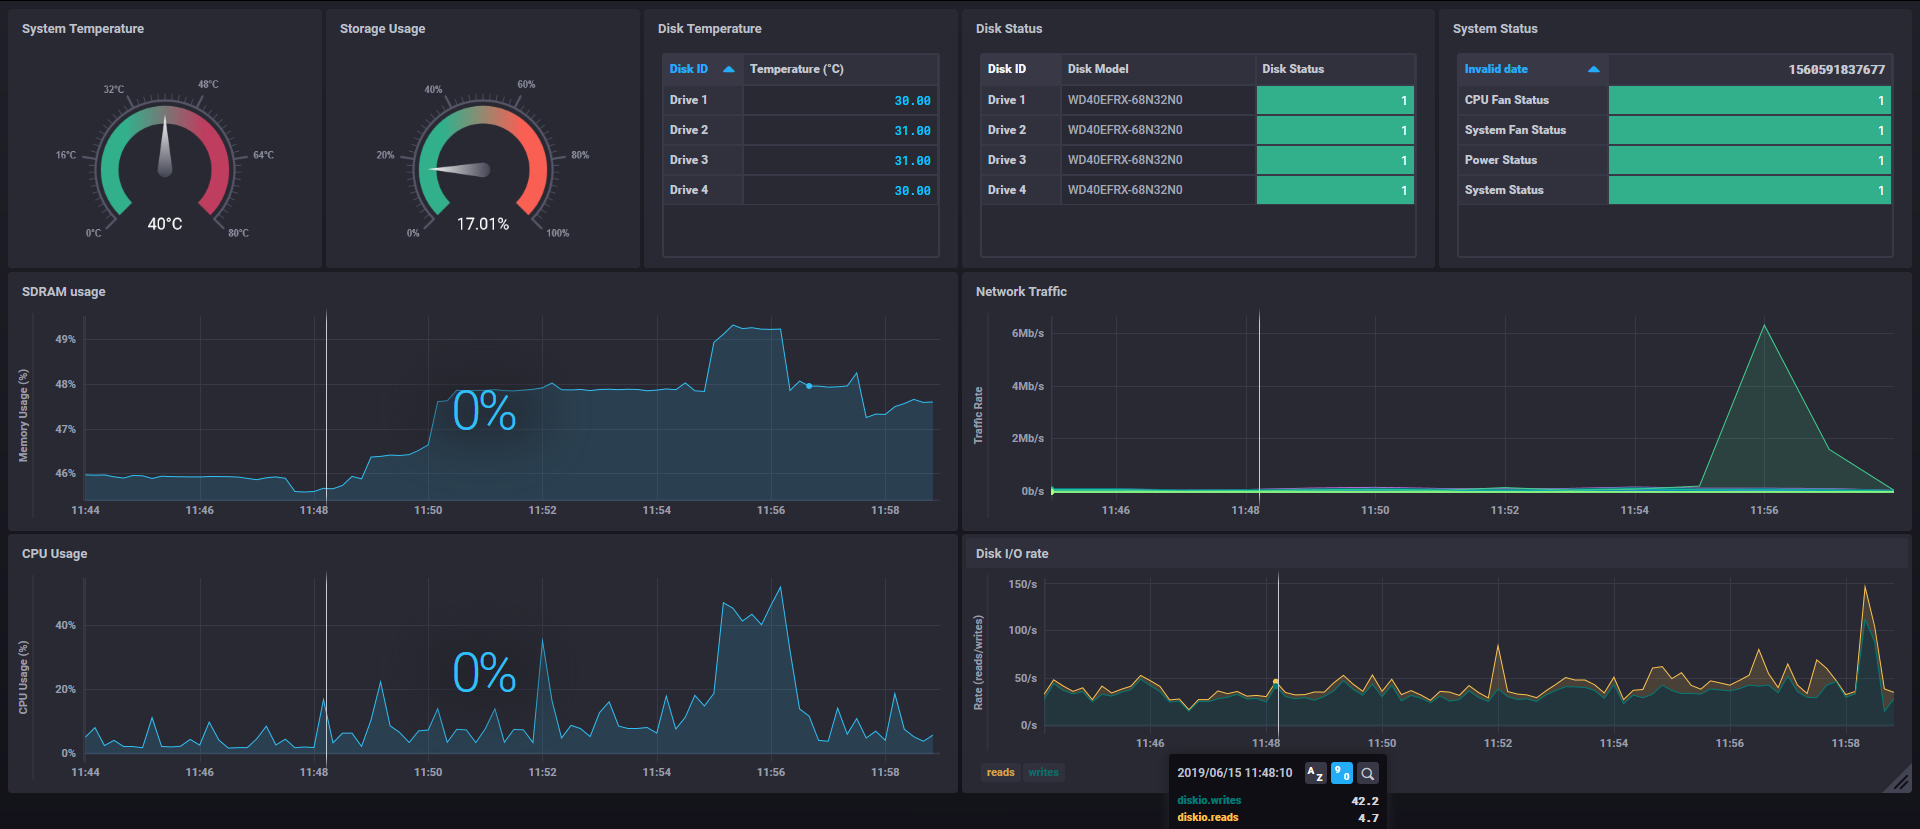 System Temperature
0°C 16°C 32°C 48°C 64°C 80°C
40°C
Storage Usage
0% 20% 40% 60% 80% 100%
17.01%
Disk Temperature
Disk ID Temperature (°C)
Drive 1 30.00
Drive 2 31.00
Drive 3 31.00
Drive 4 30.00
Disk Status
Disk ID Disk Model Disk Status
Drive 1 WD40EFRX-68N32N0 1
Drive 2 WD40EFRX-68N32N0 1
Drive 3 WD40EFRX-68N32N0 1
Drive 4 WD40EFRX-68N32N0 1
System Status
Invalid date 1560591837677
CPU Fan Status 1
System Fan Status 1
Power Status 1
System Status 1
SDRAM usage
Memory Usage (%)
49%
48%
47%
46%
0%
11:44 11:46 11:48 11:50 11:52 11:54 11:56 11:58
Network Traffic
Traffic Rate
6Mb/s
4Mb/s
2Mb/s
0b/s
11:46 11:48 11:50 11:52 11:54 11:56
CPU Usage
CPU Usage (%)
40%
20%
0%
0%
11:44 11:46 11:48 11:50 11:52 11:54 11:56 11:58
Disk I/O rate
Rate (reads/writes)
150/s
100/s
50/s
0/s
11:46 11:48 11:50 11:52 11:54 11:56 11:58
reads writes
2019/06/15 11:48:10 A Z 9 0
diskio.writes 42.2
diskio.reads 4.7